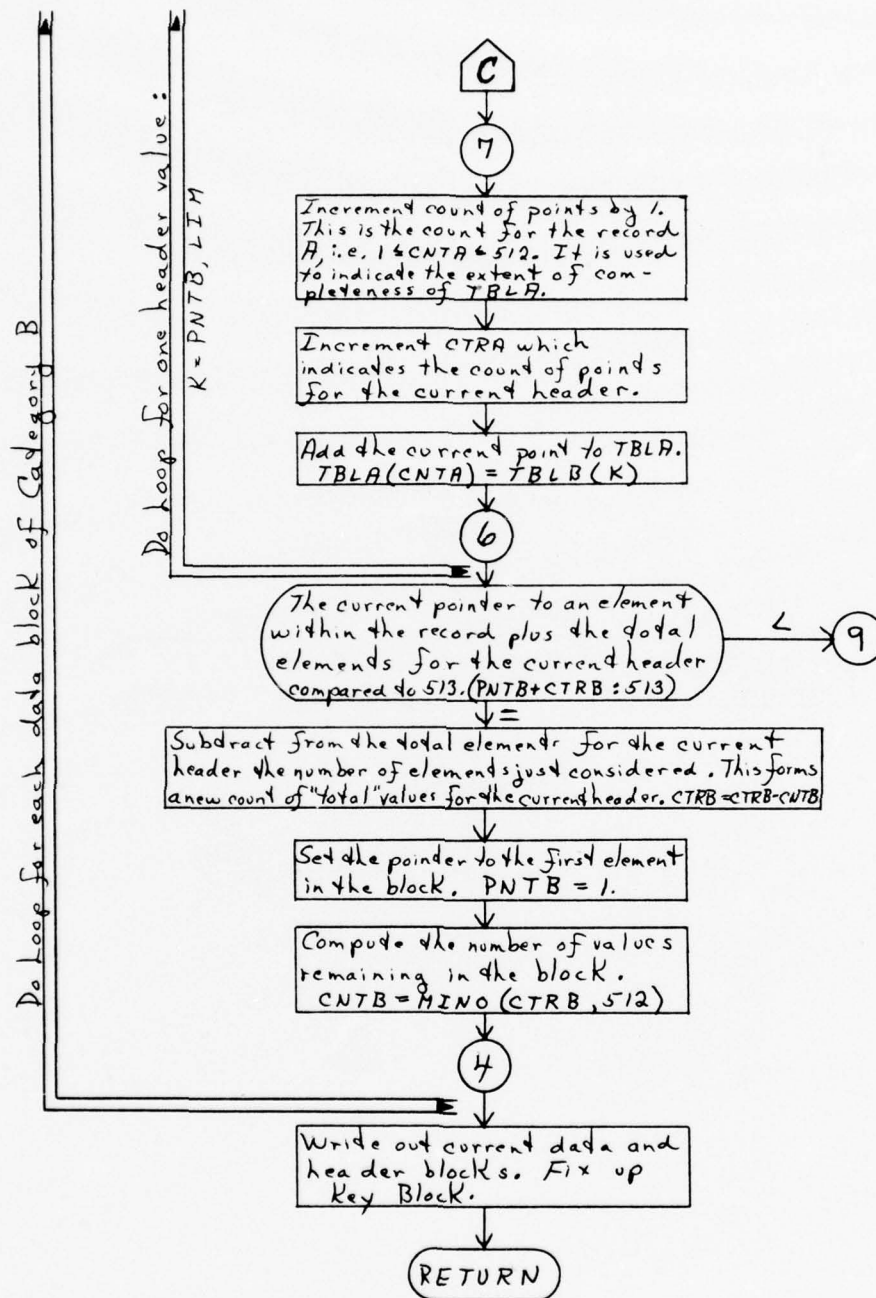 Do Loop for each data block of Category B
Do Loop for one header value:
K = PNTB, LIM
C
7
Increment count of points by 1.
This is the count for the record
A, i.e. 1 ≤ CNTA ≤ 512. It is used
to indicate the extent of com-
pleteness of TBLA.
Increment CTRA which
indicates the count of points
for the current header.
Add the current point to TBLA.
TBLA(CNTA) = TBLB(K)
6
The current pointer to an element
within the record plus the total
elements for the current header
compared to 513. (PNTB+CTRB : 513)
<
9
=
Subtract from the total elements for the current
header the number of elements just considered. This forms
a new count of "total" values for the current header. CTRB = CTRB-CNTB
Set the pointer to the first element
in the block. PNTB = 1.
Compute the number of values
remaining in the block.
CNTB = MINO (CTRB, 512)
4
Write out current data and
header blocks. Fix up
Key Block.
RETURN